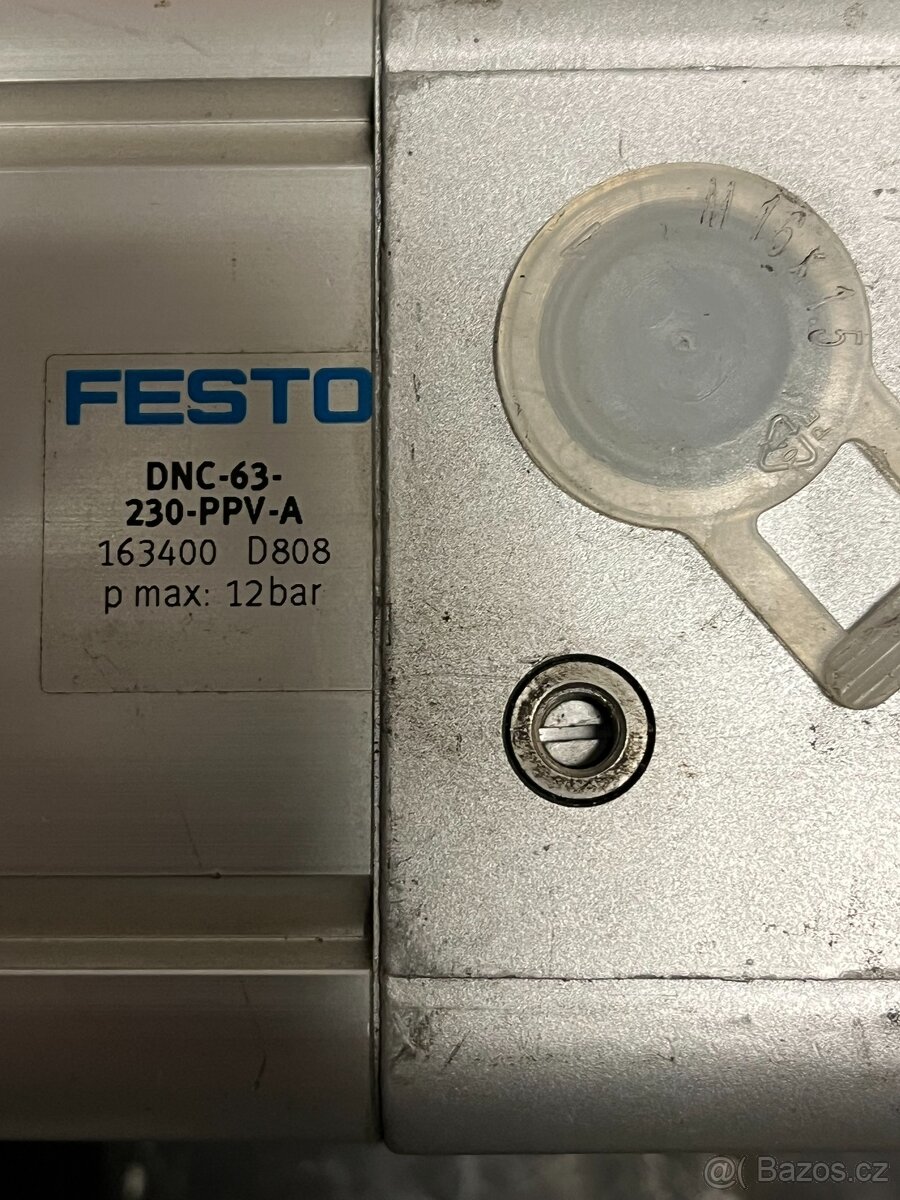 M 16x1.5
FESTO
DNC-63-
230-PPV-A
163400 D808
p max: 12bar
@( Bazos.cz